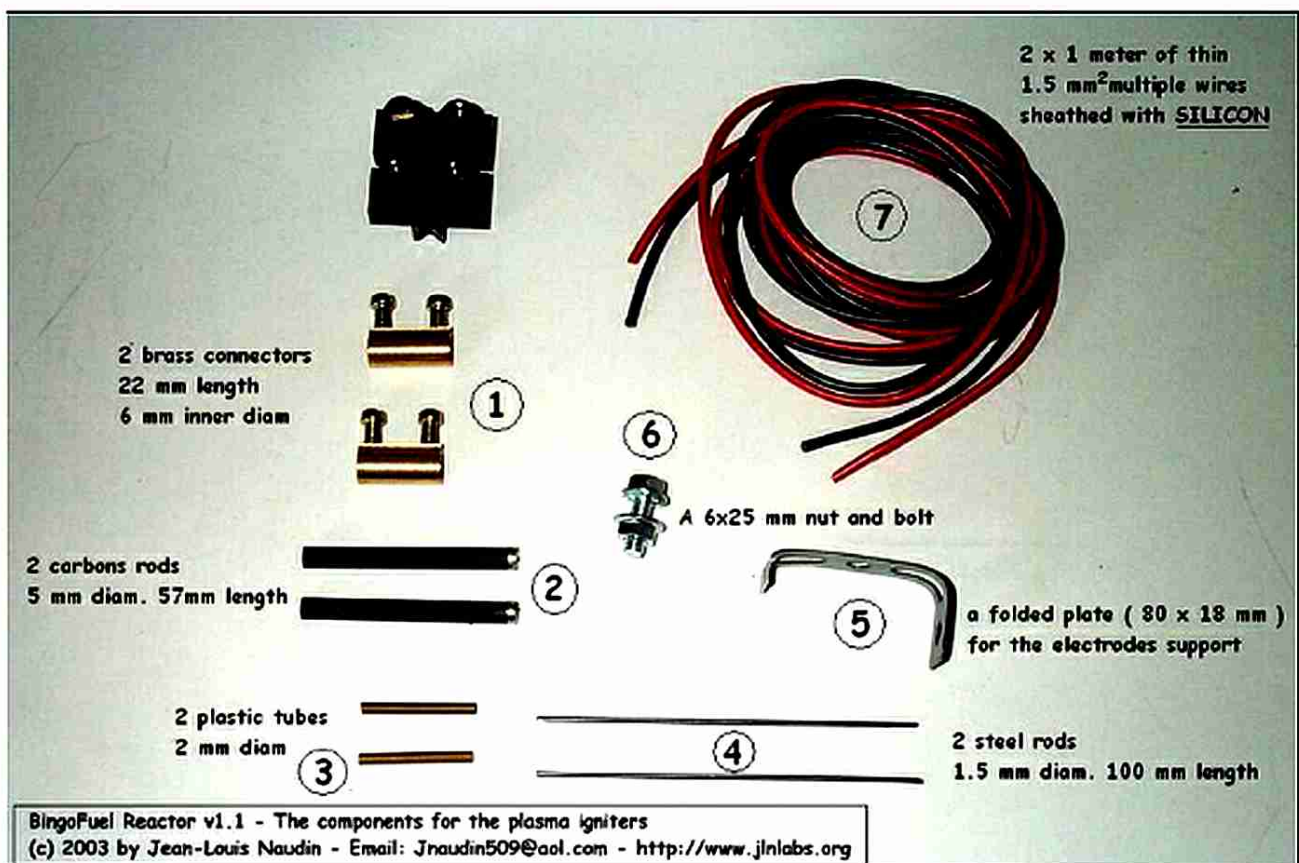 2 x 1 meter of thin
1.5 mm²multiple wires
sheathed with SILICON
7
2 brass connectors
22 mm length
6 mm inner diam
1
6
A 6x25 mm nut and bolt
2 carbons rods
5 mm diam. 57mm length
2
5
a folded plate ( 80 x 18 mm )
for the electrodes support
2 plastic tubes
2 mm diam
3
4
2 steel rods
1.5 mm diam. 100 mm length
BingoFuel Reactor v1.1 - The components for the plasma igniters
(c) 2003 by Jean-Louis Naudin - Email: Jnaudin509@aol.com - http://www.jlnlabs.org